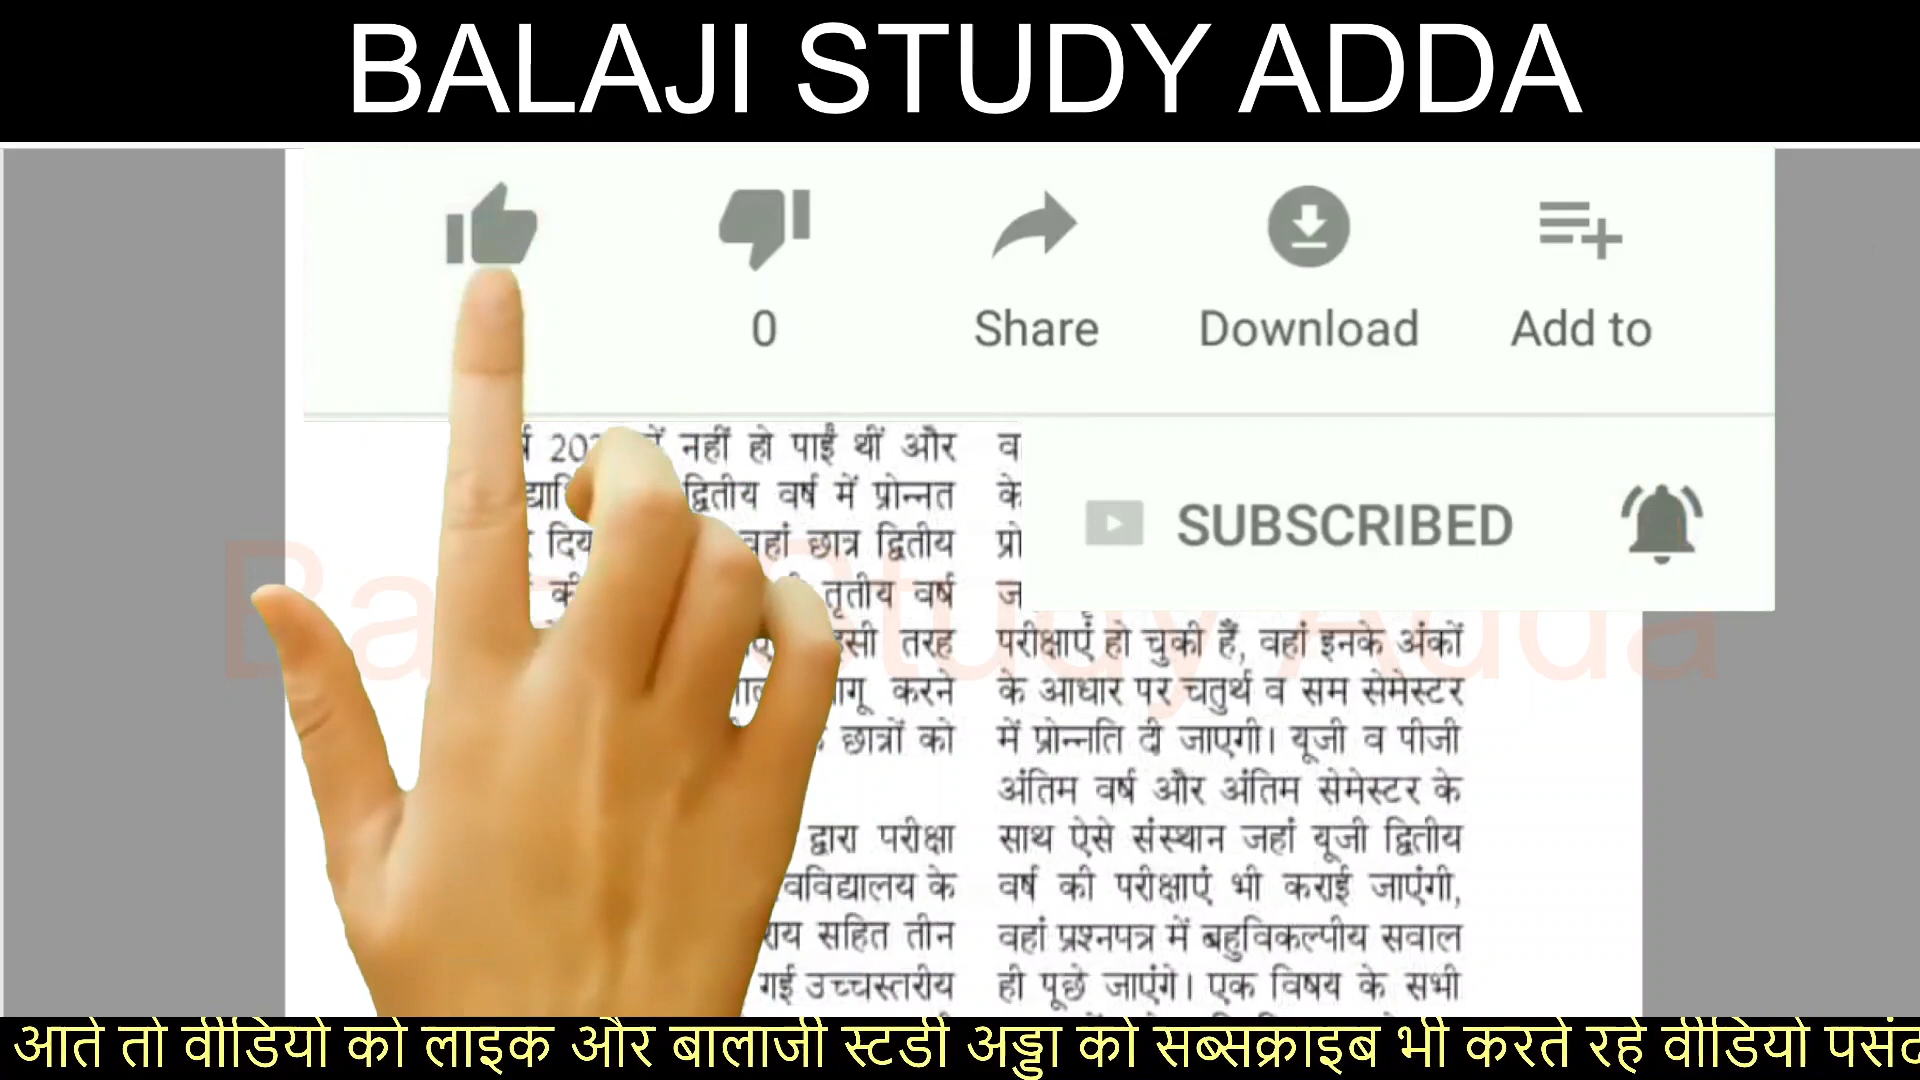 BALAJI STUDY ADDA
0
Share
Download
Add to
SUBSCRIBED
Balaji Study Adda
नहीं हो पाईं थीं और
द्वितीय वर्ष में प्रोन्नत
छात्र द्वितीय
तृतीय वर्ष
तरह
करने
छात्रों को
द्वारा परीक्षा
के
सहित तीन
गई उच्चस्तरीय
परीक्षाएं हो चुकी हैं, वहां इनके अंकों
के आधार पर चतुर्थ व सम सेमेस्टर
में प्रोन्नति दी जाएगी। यूजी व पीजी
अंतिम वर्ष और अंतिम सेमेस्टर के
साथ ऐसे संस्थान जहां यूजी द्वितीय
वर्ष की परीक्षाएं भी कराई जाएंगी,
वहां प्रश्नपत्र में बहुविकल्पीय सवाल
ही पूछे जाएंगे। एक विषय के सभी
आते तो वीडियो को लाइक और बालाजी स्टडी अड्डा को सब्सक्राइब भी करते रहे वीडियो